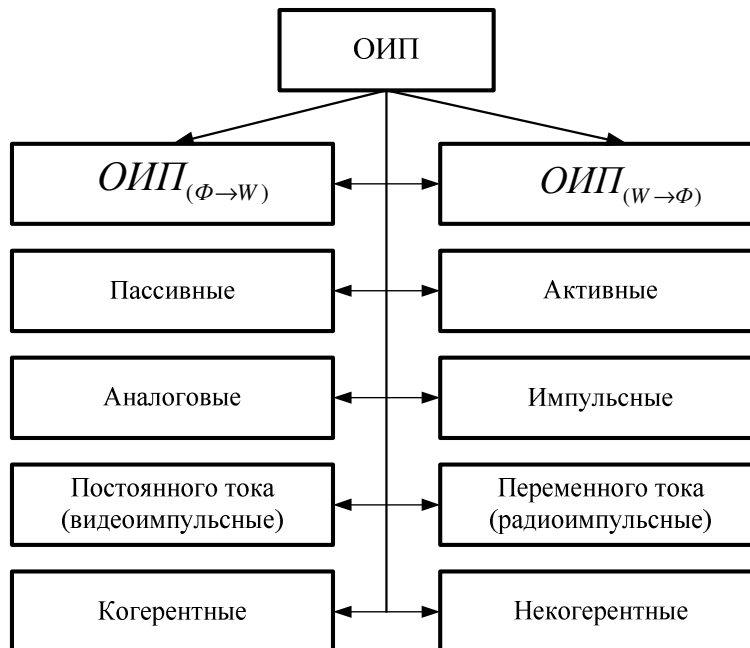 ОИП
ОИП(Φ→W)
ОИП(W→Φ)
Пассивные
Активные
Аналоговые
Импульсные
Постоянного тока
(видеоимпульсные)
Переменного тока
(радиоимпульсные)
Когерентные
Некогерентные